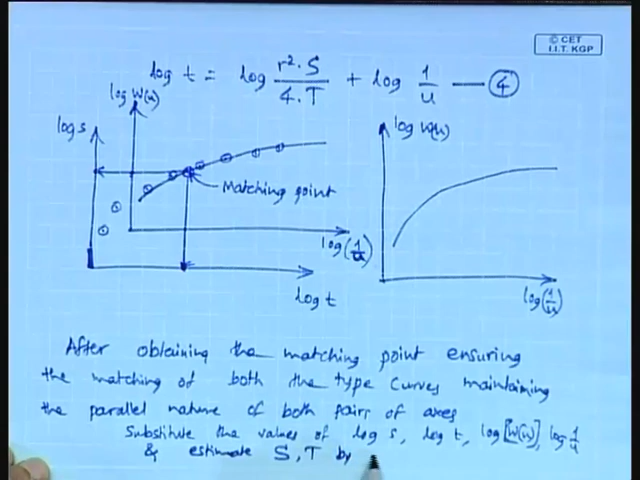 © CET
I.I.T. KGP
log t = log r².S/4.T + log 1/u — ④
log W(u)
log s
Matching point
log(1/u)
log t
log W(u)
log(1/u)
After obtaining the matching point ensuring
the matching of both the type curves maintaining
the parallel nature of both pairs of axes
Substitute the values of log s, log t, log[W(u)], log 1/u
& estimate S, T by